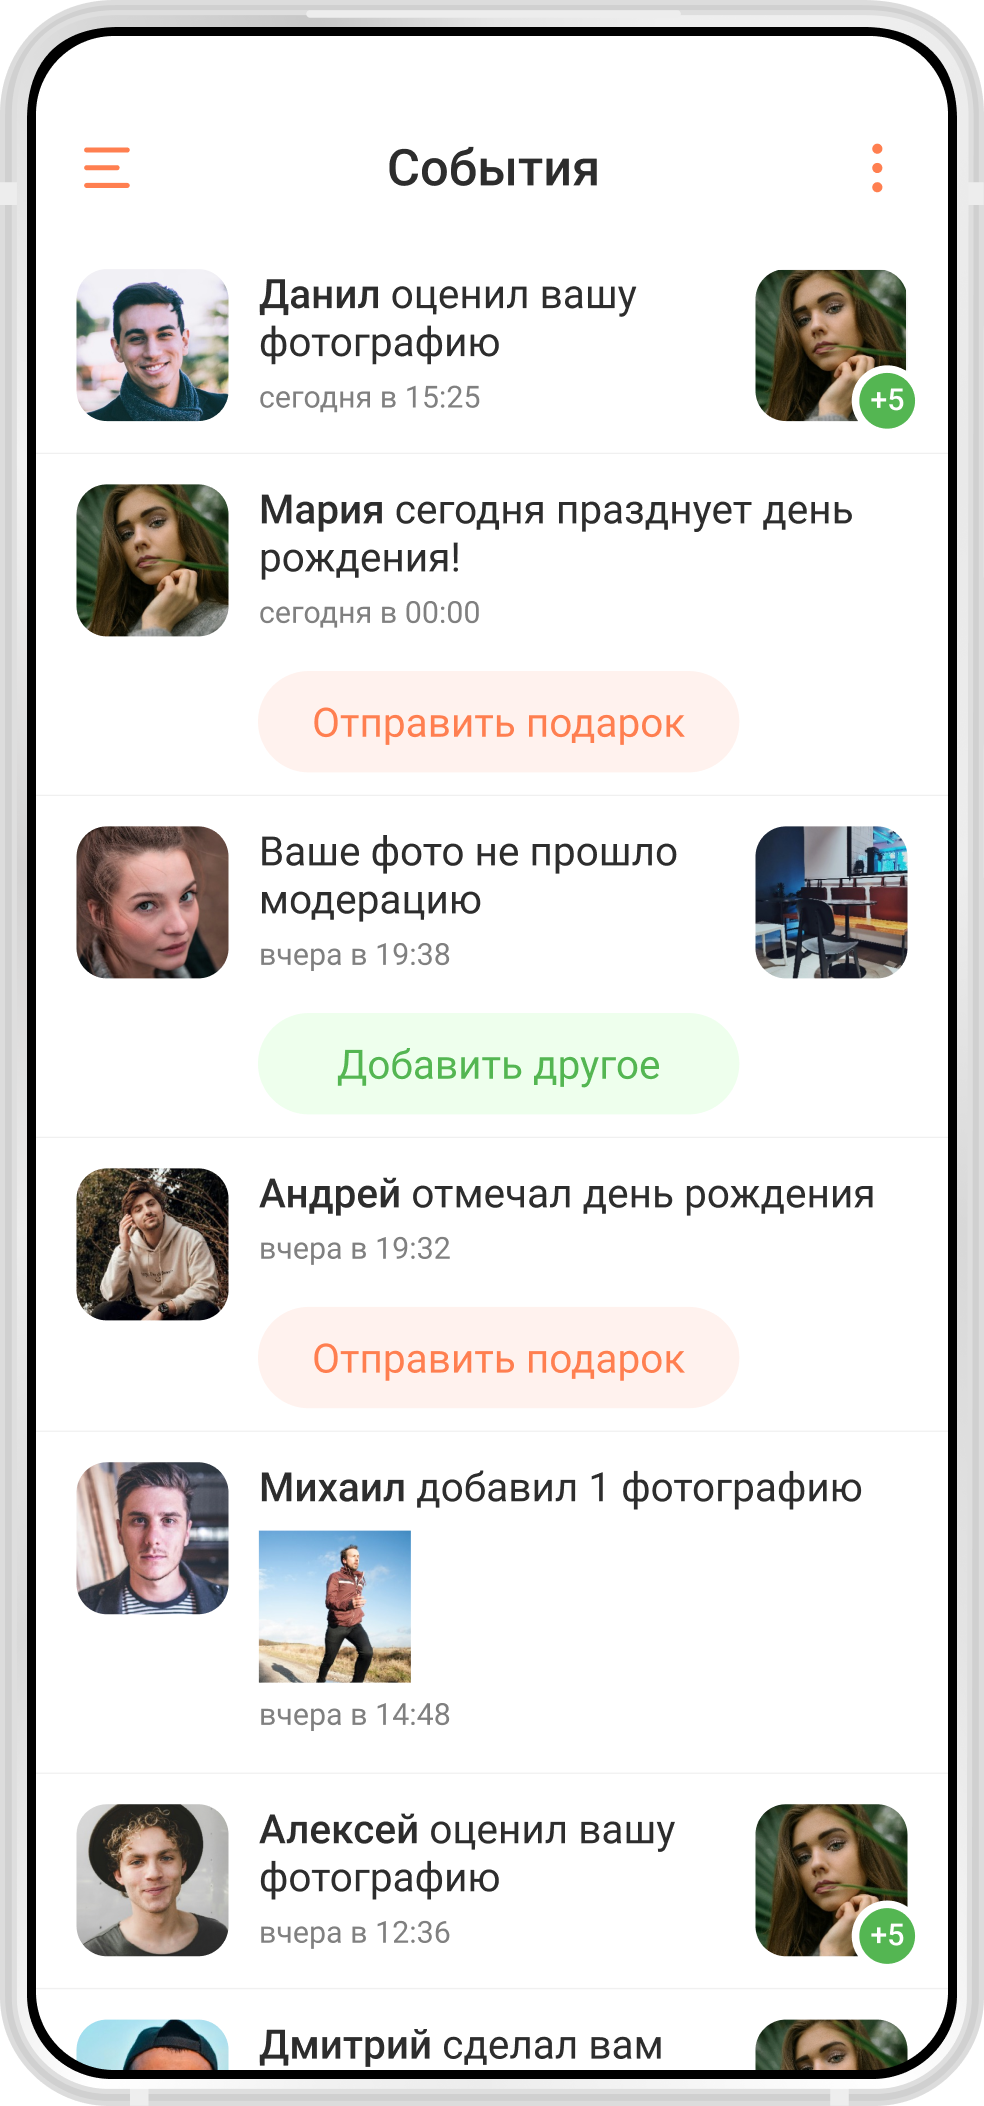 События
Данил оценил вашу
фотографию
сегодня в 15:25
+5
Мария сегодня празднует день
рождения!
сегодня в 00:00
Отправить подарок
Ваше фото не прошло
модерацию
вчера в 19:38
Добавить другое
Андрей отмечал день рождения
вчера в 19:32
Отправить подарок
Михаил добавил 1 фотографию
вчера в 14:48
Алексей оценил вашу
фотографию
вчера в 12:36
+5
Дмитрий сделал вам